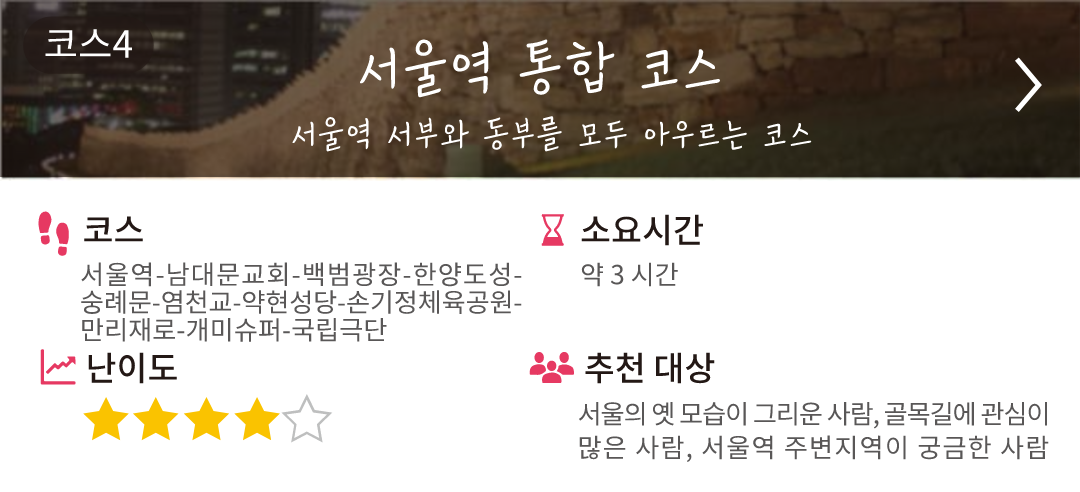 코스4
서울역 통합 코스
서울역 서부와 동부를 모두 아우르는 코스
코스
서울역-남대문교회-백범광장-한양도성-
숭례문-염천교-약현성당-손기정체육공원-
만리재로-개미슈퍼-국립극단
소요시간
약 3 시간
난이도
추천 대상
서울의 옛 모습이 그리운 사람, 골목길에 관심이
많은 사람, 서울역 주변지역이 궁금한 사람